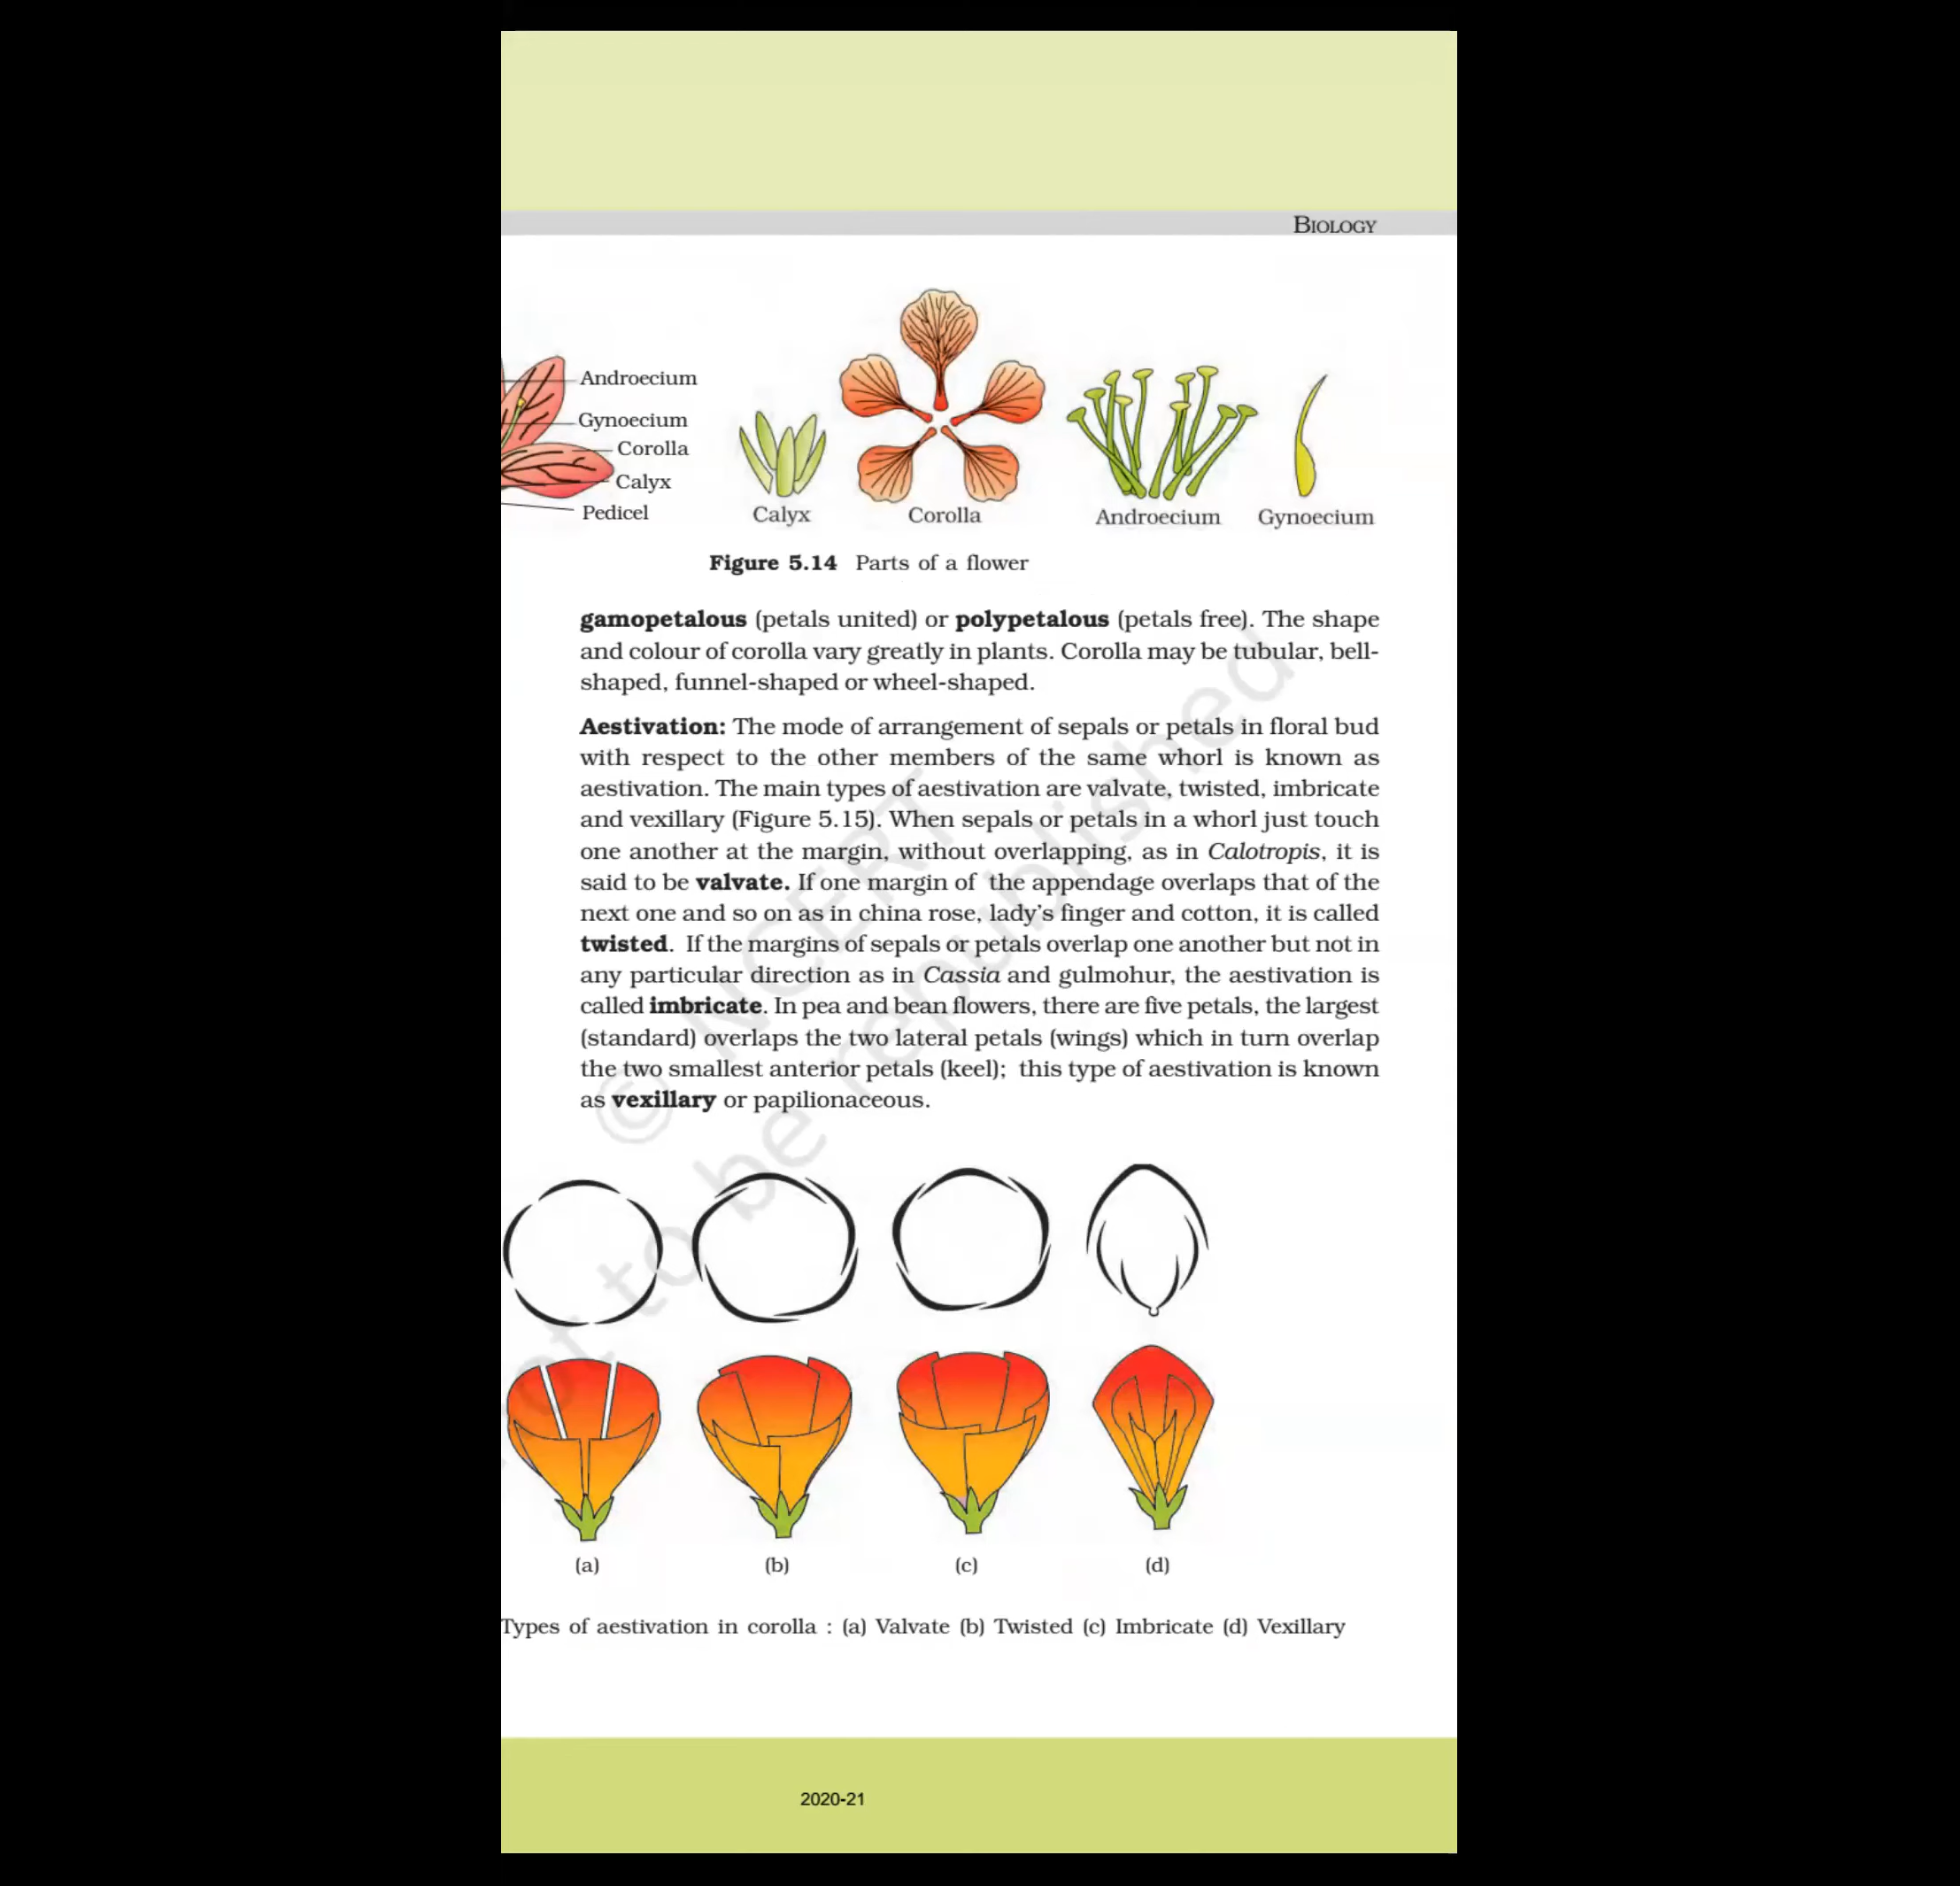 BIOLOGY
Androecium
Gynoecium
Corolla
Calyx
Pedicel
Calyx
Corolla
Androecium
Gynoecium
Figure 5.14 Parts of a flower
gamopetalous (petals united) or polypetalous (petals free). The shape
and colour of corolla vary greatly in plants. Corolla may be tubular, bell-
shaped, funnel-shaped or wheel-shaped.
Aestivation: The mode of arrangement of sepals or petals in floral bud
with respect to the other members of the same whorl is known as
aestivation. The main types of aestivation are valvate, twisted, imbricate
and vexillary (Figure 5.15). When sepals or petals in a whorl just touch
one another at the margin, without overlapping, as in Calotropis, it is
said to be valvate. If one margin of the appendage overlaps that of the
next one and so on as in china rose, lady's finger and cotton, it is called
twisted. If the margins of sepals or petals overlap one another but not in
any particular direction as in Cassia and gulmohur, the aestivation is
called imbricate. In pea and bean flowers, there are five petals, the largest
(standard) overlaps the two lateral petals (wings) which in turn overlap
the two smallest anterior petals (keel); this type of aestivation is known
as vexillary or papilionaceous.
© NCERT
to be republished
(a)
(b)
(c)
(d)
Types of aestivation in corolla : (a) Valvate (b) Twisted (c) Imbricate (d) Vexillary
2020-21